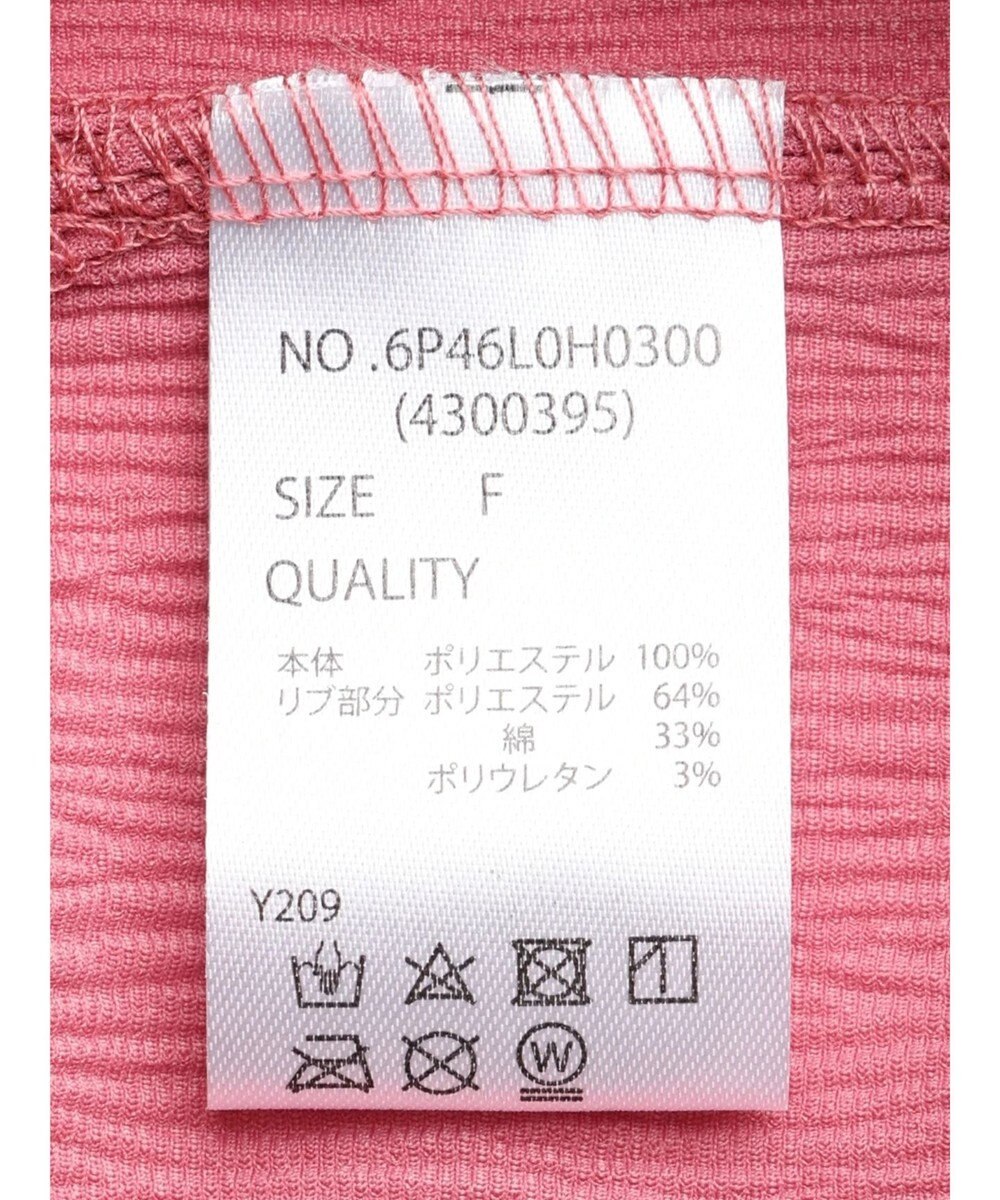 NO .6P46L0H0300
(4300395)
SIZE F
QUALITY
本体 ポリエステル 100%
リブ部分 ポリエステル 64%
綿 33%
ポリウレタン 3%
Y209
W